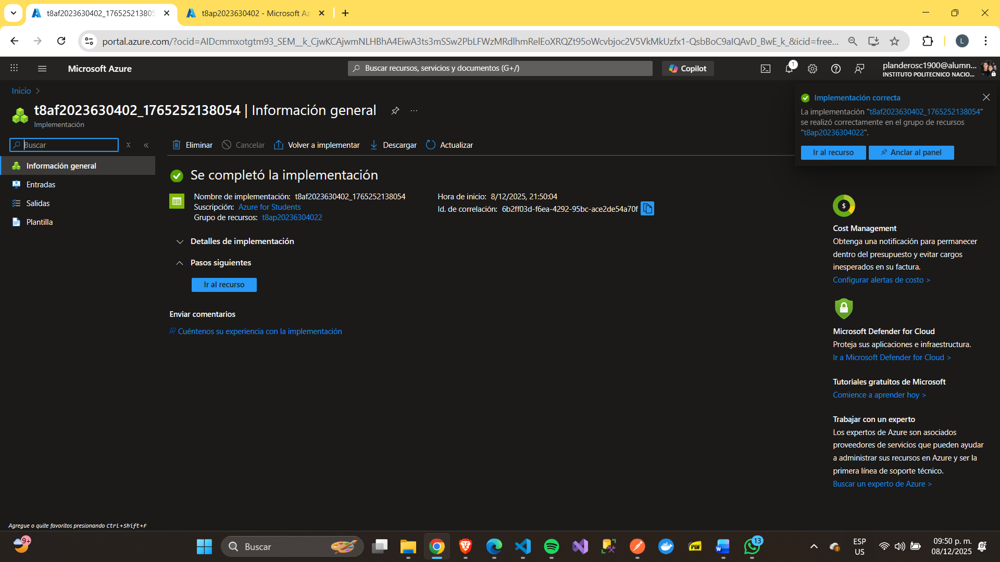 t8af2023630402_176525213805
t8ap2023630402 - Microsoft Az
portal.azure.com/?ocid=AIDcmmxotgtm93_SEM__k_CjwKCAjwmNLHBhA4EiwA3ts3mSSw2PbLFWzMRdlhmRelEoXRQZt95oWcvbjoc2V5VkMkUzfx1-QsbBoC9aIQAvD_BwE_k_&icid=free...
L
Microsoft Azure
Buscar recursos, servicios y documentos (G+/)
Copilot
1
planderosc1900@alumn...
INSTITUTO POLITECNICO NACIO...
Inicio
t8af2023630402_1765252138054 | Información general
Implementación
Implementación correcta
La implementación "t8af2023630402_1765252138054"
se realizó correctamente en el grupo de recursos
"t8ap20236304022".
Ir al recurso
Anclar al panel
Buscar
Eliminar
Cancelar
Volver a implementar
Descargar
Actualizar
Información general
Entradas
Salidas
Plantilla
Se completó la implementación
Nombre de implementación: t8af2023630402_1765252138054
Suscripción: Azure for Students
Grupo de recursos: t8ap20236304022
Hora de inicio: 8/12/2025, 21:50:04
Id. de correlación: 6b2ff03d-f6ea-4292-95bc-ace2de54a70f
Detalles de implementación
Pasos siguientes
Ir al recurso
Enviar comentarios
Cuéntenos su experiencia con la implementación
$
Cost Management
Obtenga una notificación para permanecer
dentro del presupuesto y evitar cargos
inesperados en su factura.
Configurar alertas de costo >
Microsoft Defender for Cloud
Proteja sus aplicaciones e infraestructura.
Ir a Microsoft Defender for Cloud >
Tutoriales gratuitos de Microsoft
Comience a aprender hoy >
Trabajar con un experto
Los expertos de Azure son asociados
proveedores de servicios que pueden ayudar
a administrar sus recursos en Azure y ser la
primera línea de soporte técnico.
Buscar un experto de Azure >
Agregue o quite favoritos presionando Ctrl+Shift+F
9+
Buscar
PDF
W
13
ESP
US
09:50 p. m.
08/12/2025